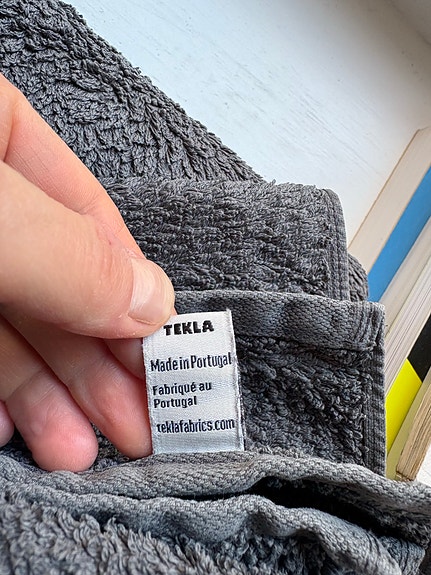 TEKLA
Made in Portugal
Fabriqué au
Portugal
teklafabrics.com